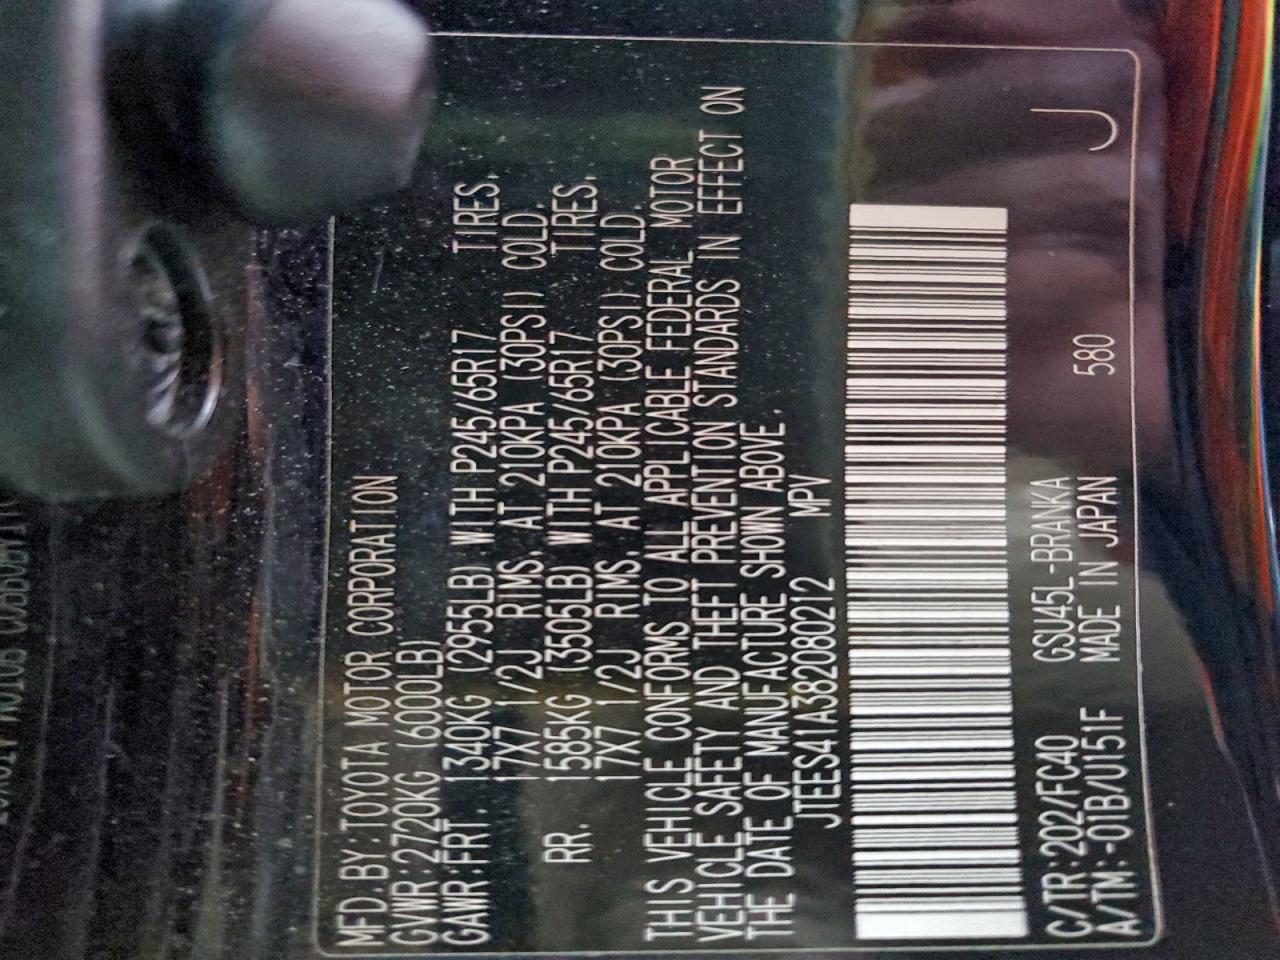 MFD.BY:TOYOTA MOTOR CORPORATION
GVWR:2720KG (6000LB)
GAWR:FRT. 1340KG (2955LB) WITH P245/65R17 TIRES,
17X7 1/2J RIMS, AT 210KPA (30PSI) COLD.
RR. 1585KG (3505LB) WITH P245/65R17 TIRES,
17X7 1/2J RIMS, AT 210KPA (30PSI) COLD.
THIS VEHICLE CONFORMS TO ALL APPLICABLE FEDERAL MOTOR
VEHICLE SAFETY AND THEFT PREVENTION STANDARDS IN EFFECT ON
THE DATE OF MANUFACTURE SHOWN ABOVE.
JTEES41A382080212 MPV
C/TR:202/FC40 GSU45L-BRANKA
A/TM:-01B/U151F MADE IN JAPAN 580 J